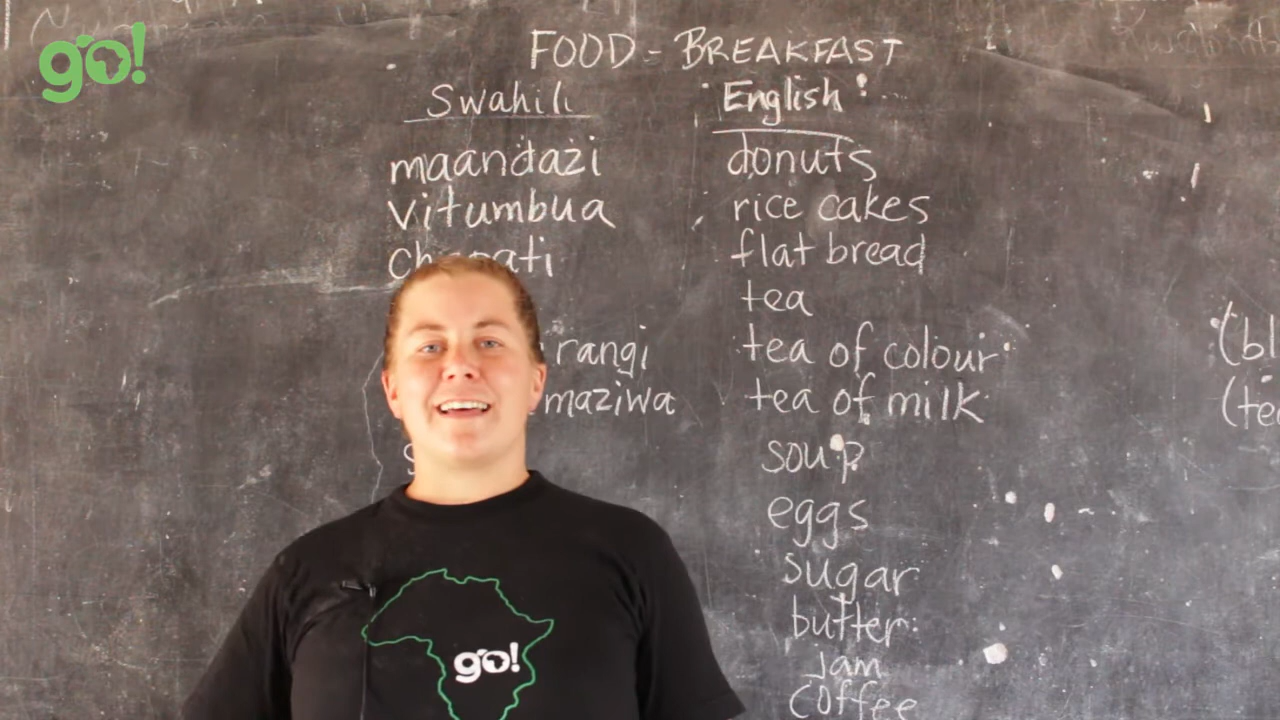 go!
FOOD - BREAKFAST
Swahili English
maandazi donuts
vitumbua rice cakes
flat bread
tea
rangi tea of colour
maziwa tea of milk
soup
eggs
sugar
butter
jam
coffee
go!